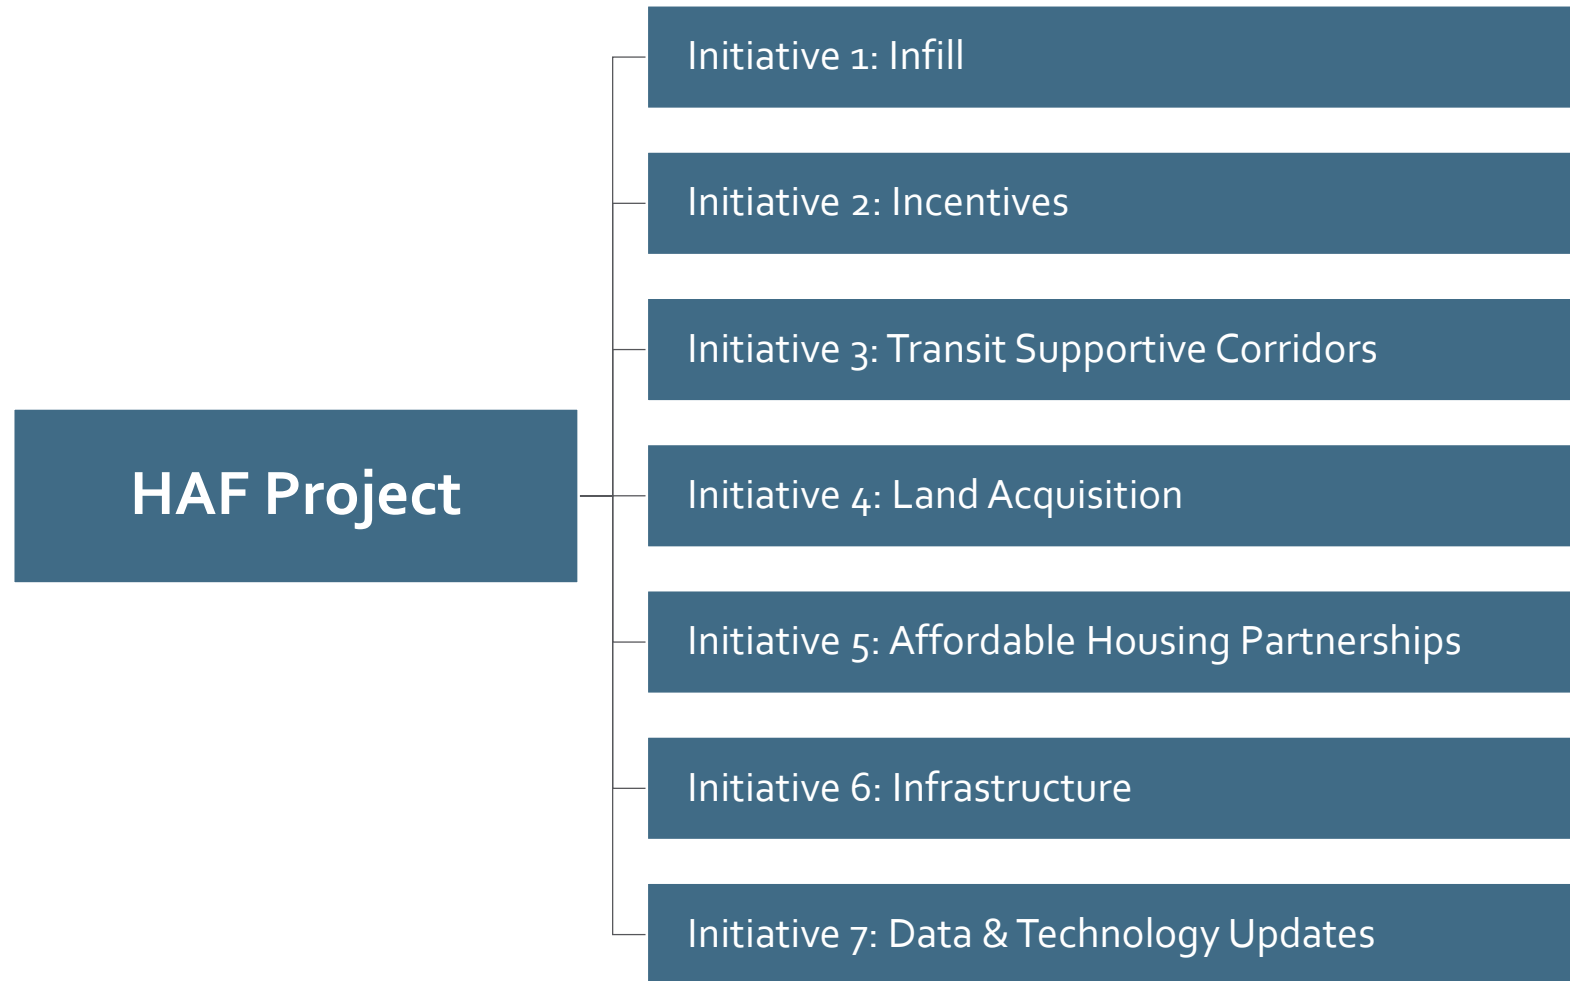 HAF Project
Initiative 1: Infill
Initiative 2: Incentives
Initiative 3: Transit Supportive Corridors
Initiative 4: Land Acquisition
Initiative 5: Affordable Housing Partnerships
Initiative 6: Infrastructure
Initiative 7: Data & Technology Updates